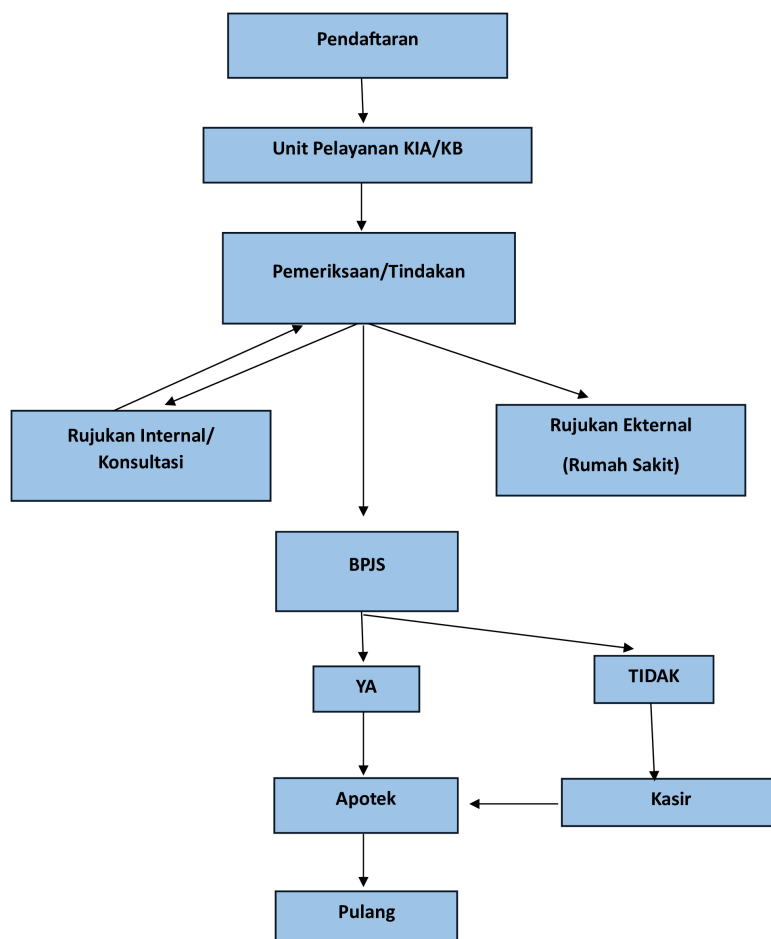 Pendaftaran
Unit Pelayanan KIA/KB
Pemeriksaan/Tindakan
Rujukan Internal/
Konsultasi
Rujukan Ekternal
(Rumah Sakit)
BPJS
YA
TIDAK
Apotek
Kasir
Pulang